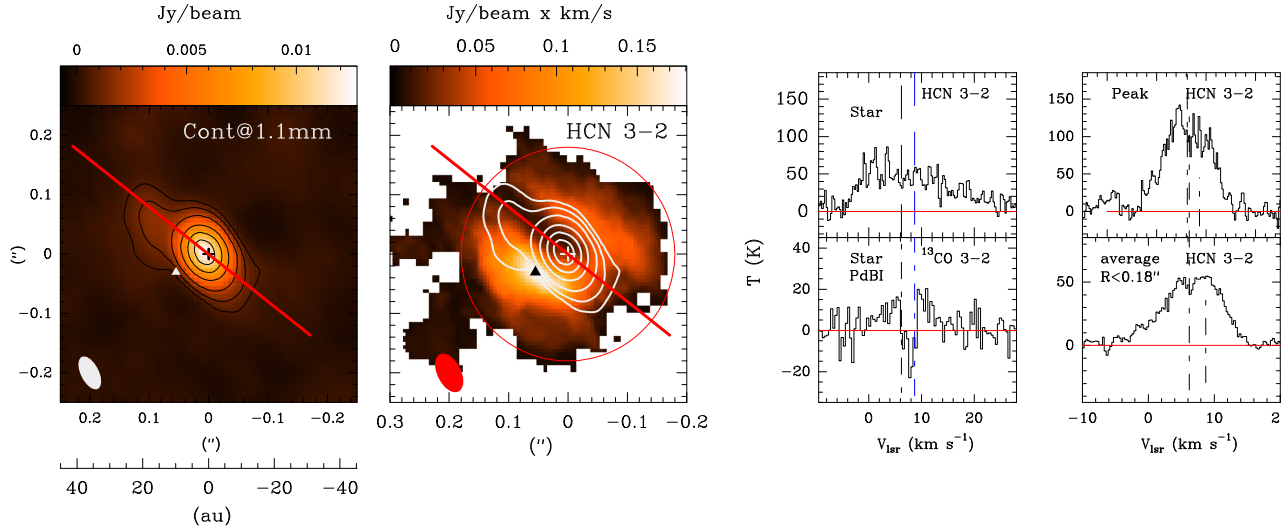 Jy/beam
0 0.005 0.01
Cont@1.1mm
0.2
0.1
0
−0.1
−0.2
(″)
0.2 0.1 0 −0.1 −0.2
(″)
40 20 0 −20 −40
(au)
Jy/beam x km/s
0 0.05 0.1 0.15
HCN 3−2
0.3 0.2 0.1 0 −0.1 −0.2
(″)
T (K)
150
100
50
0
Star
HCN 3−2
40
20
0
−20
Star
PdBI
¹³CO 3−2
0 10 20
V_lsr (km s⁻¹)
150
100
50
0
Peak
HCN 3−2
50
0
average
R<0.18″
HCN 3−2
−10 0 10 20
V_lsr (km s⁻¹)